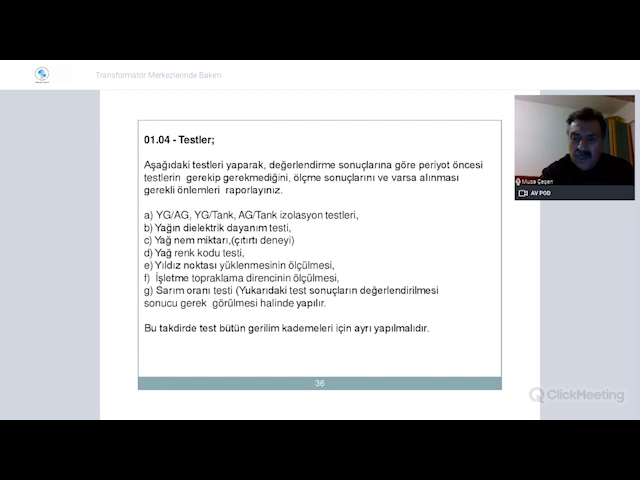 Transformatör Merkezlerinde Bakım
01.04 - Testler;
Aşağıdaki testleri yaparak, değerlendirme sonuçlarına göre periyot öncesi
testlerin gerekip gerekmediğini, ölçme sonuçlarını ve varsa alınması
gerekli önlemleri raporlayınız.
a) YG/AG, YG/Tank, AG/Tank izolasyon testleri,
b) Yağın dielektrik dayanım testi,
c) Yağ nem miktarı,(çıtırtı deneyi)
d) Yağ renk kodu testi,
e) Yıldız noktası yüklenmesinin ölçülmesi,
f) İşletme topraklama direncinin ölçülmesi,
g) Sarım oranı testi (Yukarıdaki test sonuçların değerlendirilmesi
sonucu gerek görülmesi halinde yapılır.
Bu takdirde test bütün gerilim kademeleri için ayrı yapılmalıdır.
36
Musa Çeçen
AV POD
ClickMeeting